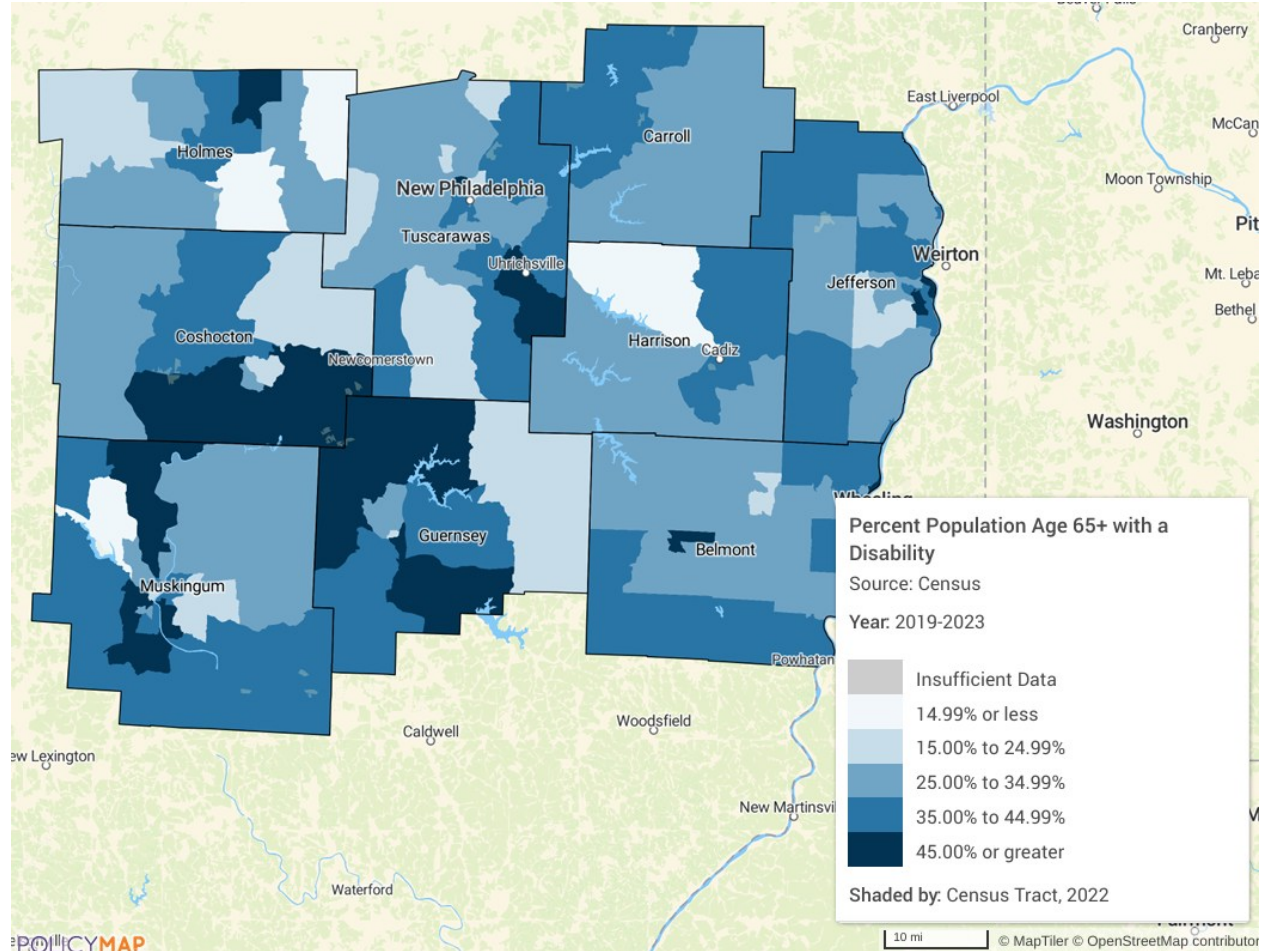 Cranberry
East Liverpool
McCan
Carroll
Holmes
Moon Township
New Philadelphia
Pit
Tuscarawas
Weirton
Uhrichsville
Mt. Leba
Jefferson
Bethel
Coshocton
Harrison
Cadiz
Newcomerstown
Washington
Wheeling
Guernsey
Belmont
Muskingum
Powhatan
Caldwell
Woodsfield
ew Lexington
New Martinsvil
Waterford
Percent Population Age 65+ with a
Disability
Source: Census
Year: 2019-2023
Insufficient Data
14.99% or less
15.00% to 24.99%
25.00% to 34.99%
35.00% to 44.99%
45.00% or greater
Shaded by: Census Tract, 2022
POLICYMAP
10 mi
© MapTiler © OpenStreetMap contributor